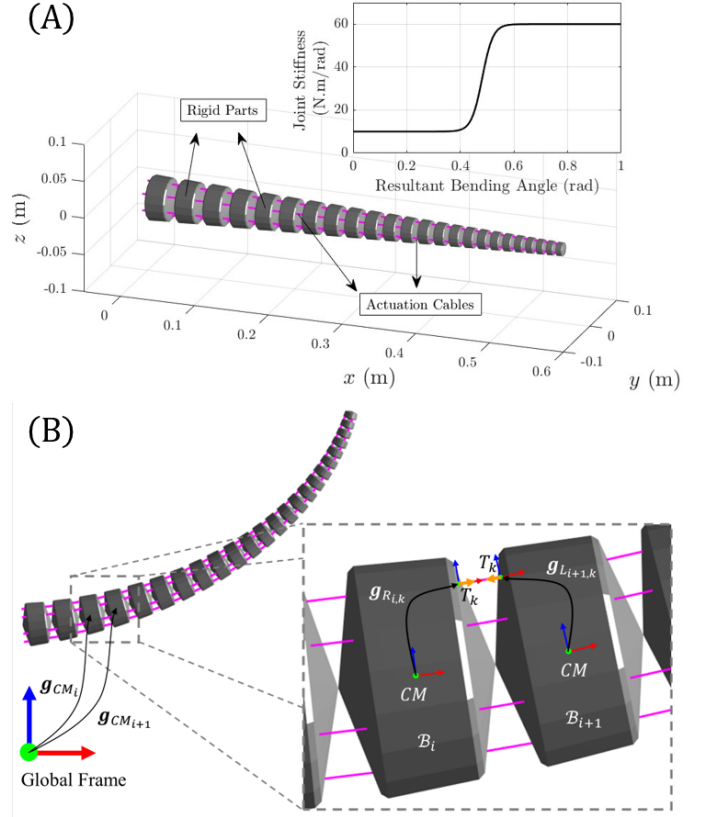 (A)
Joint Stiffness
(N.m/rad)
60
40
20
0
0 0.2 0.4 0.6 0.8 1
Resultant Bending Angle (rad)
Rigid Parts
0.1
0.05
0
-0.05
-0.1
z (m)
Actuation Cables
0
0.1
0.2
0.3
0.4
0.5
0.6
x (m)
0.1
0
-0.1
y (m)
(B)
g_{CM_i}
g_{CM_{i+1}}
Global Frame
g_{R_{i,k}}
T_k
T_k
g_{L_{i+1,k}}
CM
CM
B_i
B_{i+1}